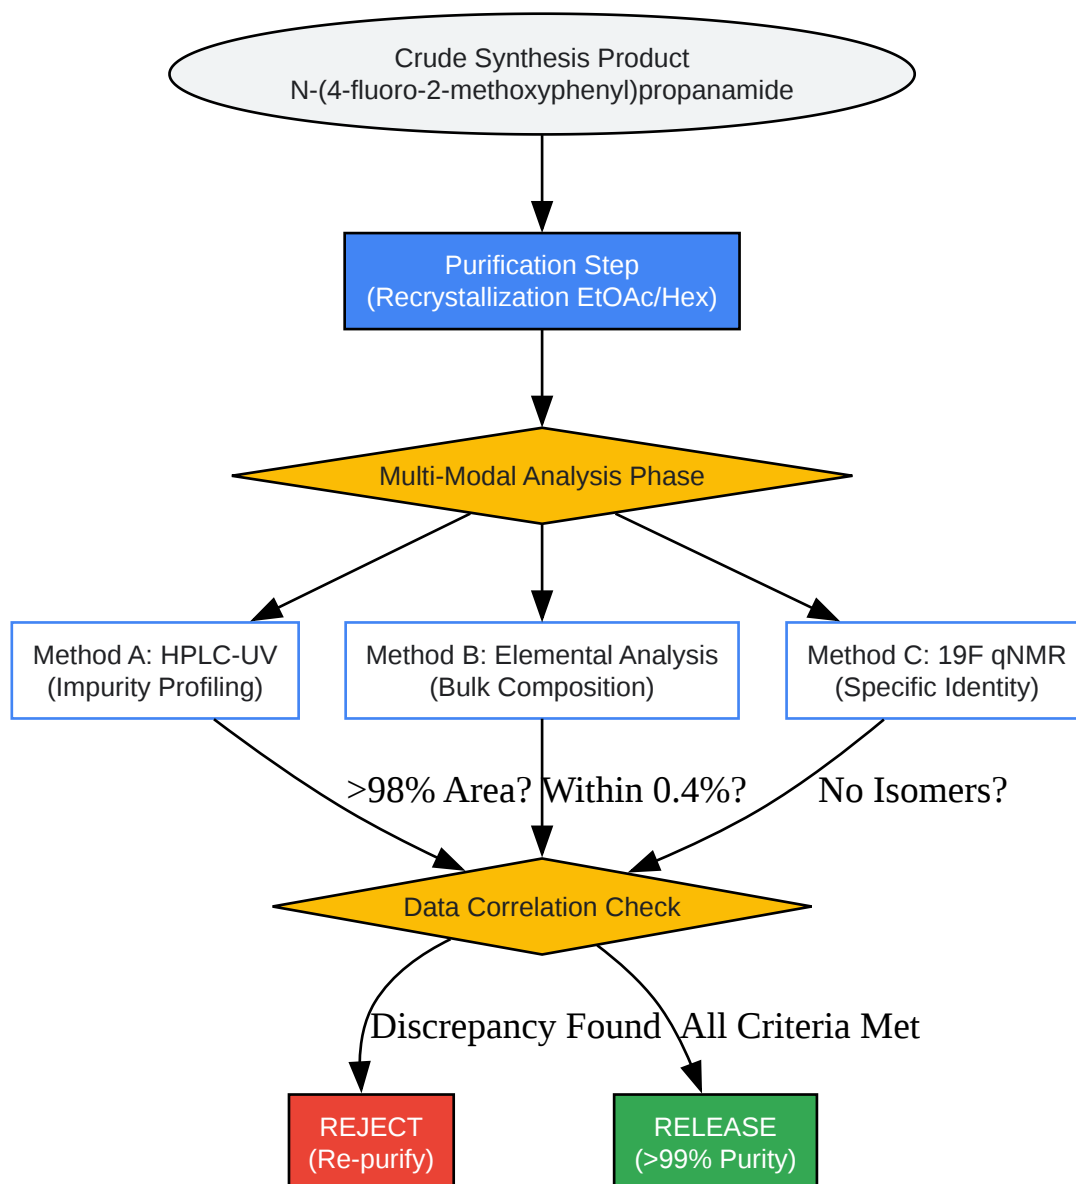 Crude Synthesis Product
N-(4-fluoro-2-methoxyphenyl)propanamide
Purification Step
(Recrystallization EtOAc/Hex)
Multi-Modal Analysis Phase
Method A: HPLC-UV
(Impurity Profiling)
Method B: Elemental Analysis
(Bulk Composition)
Method C: 19F qNMR
(Specific Identity)
>98% Area?
Within 0.4%?
No Isomers?
Data Correlation Check
Discrepancy Found
All Criteria Met
REJECT
(Re-purify)
RELEASE
(>99% Purity)